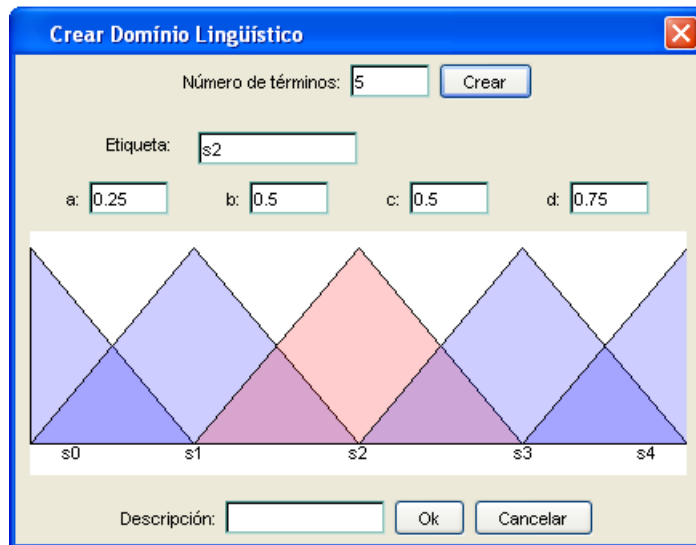 Crear Domínio Lingüístico
Número de términos: 5 Crear
Etiqueta: s2
a: 0.25 b: 0.5 c: 0.5 d: 0.75
s0 s1 s2 s3 s4
Descripción: Ok Cancelar